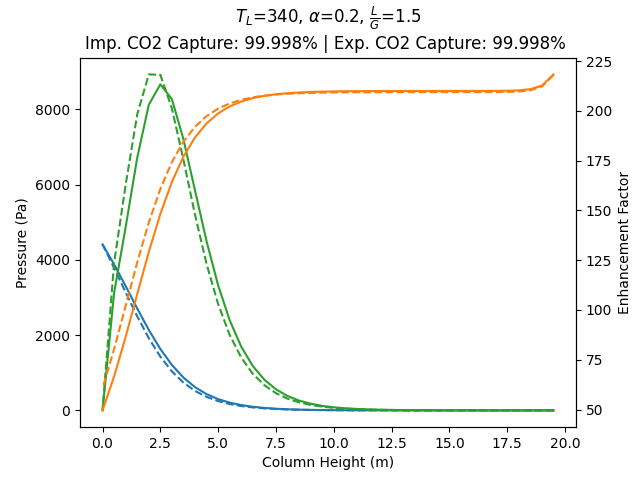 T_L=340, α=0.2, L/G=1.5
Imp. CO2 Capture: 99.998% | Exp. CO2 Capture: 99.998%
225
200
175
150
125
100
75
50
Enhancement Factor
8000
6000
4000
2000
0
Pressure (Pa)
0.0 2.5 5.0 7.5 10.0 12.5 15.0 17.5 20.0
Column Height (m)